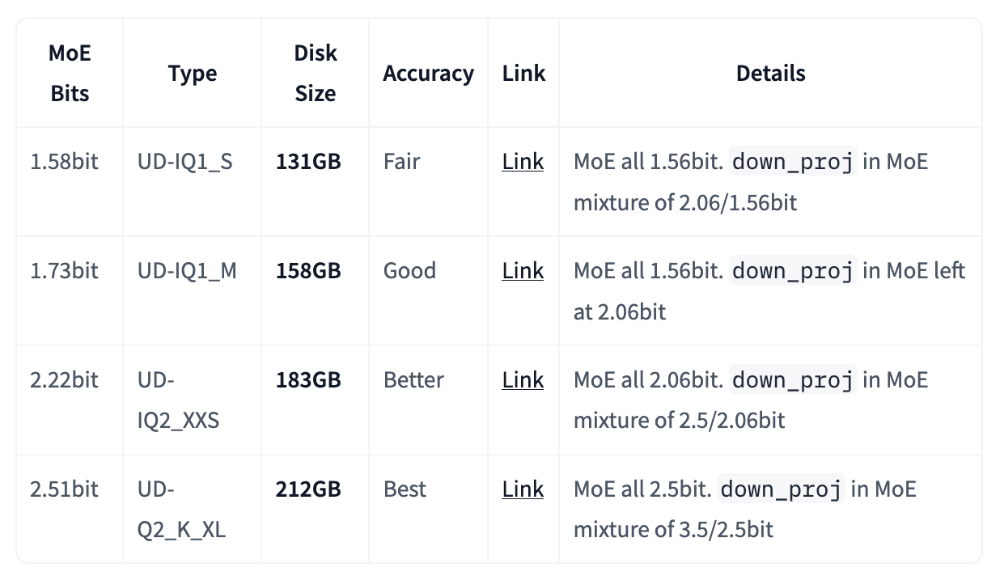 MoE Bits Type Disk Size Accuracy Link Details
1.58bit UD-IQ1_S 131GB Fair Link MoE all 1.56bit. down_proj in MoE
mixture of 2.06/1.56bit
1.73bit UD-IQ1_M 158GB Good Link MoE all 1.56bit. down_proj in MoE left
at 2.06bit
2.22bit UD- 183GB Better Link MoE all 2.06bit. down_proj in MoE
IQ2_XXS mixture of 2.5/2.06bit
2.51bit UD- 212GB Best Link MoE all 2.5bit. down_proj in MoE
Q2_K_XL mixture of 3.5/2.5bit